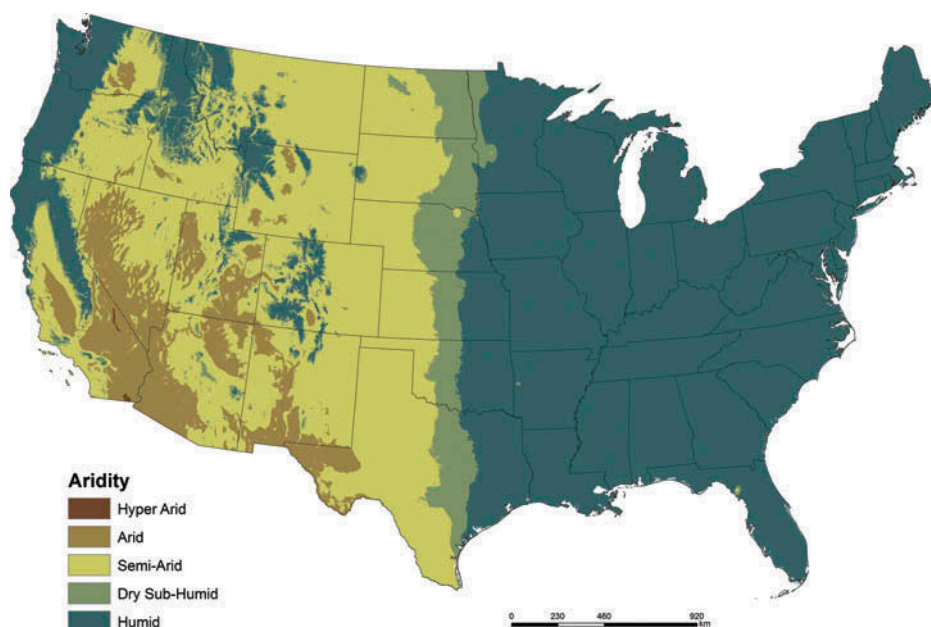 Aridity
Hyper Arid
Arid
Semi-Arid
Dry Sub-Humid
Humid
0 230 460 920
km